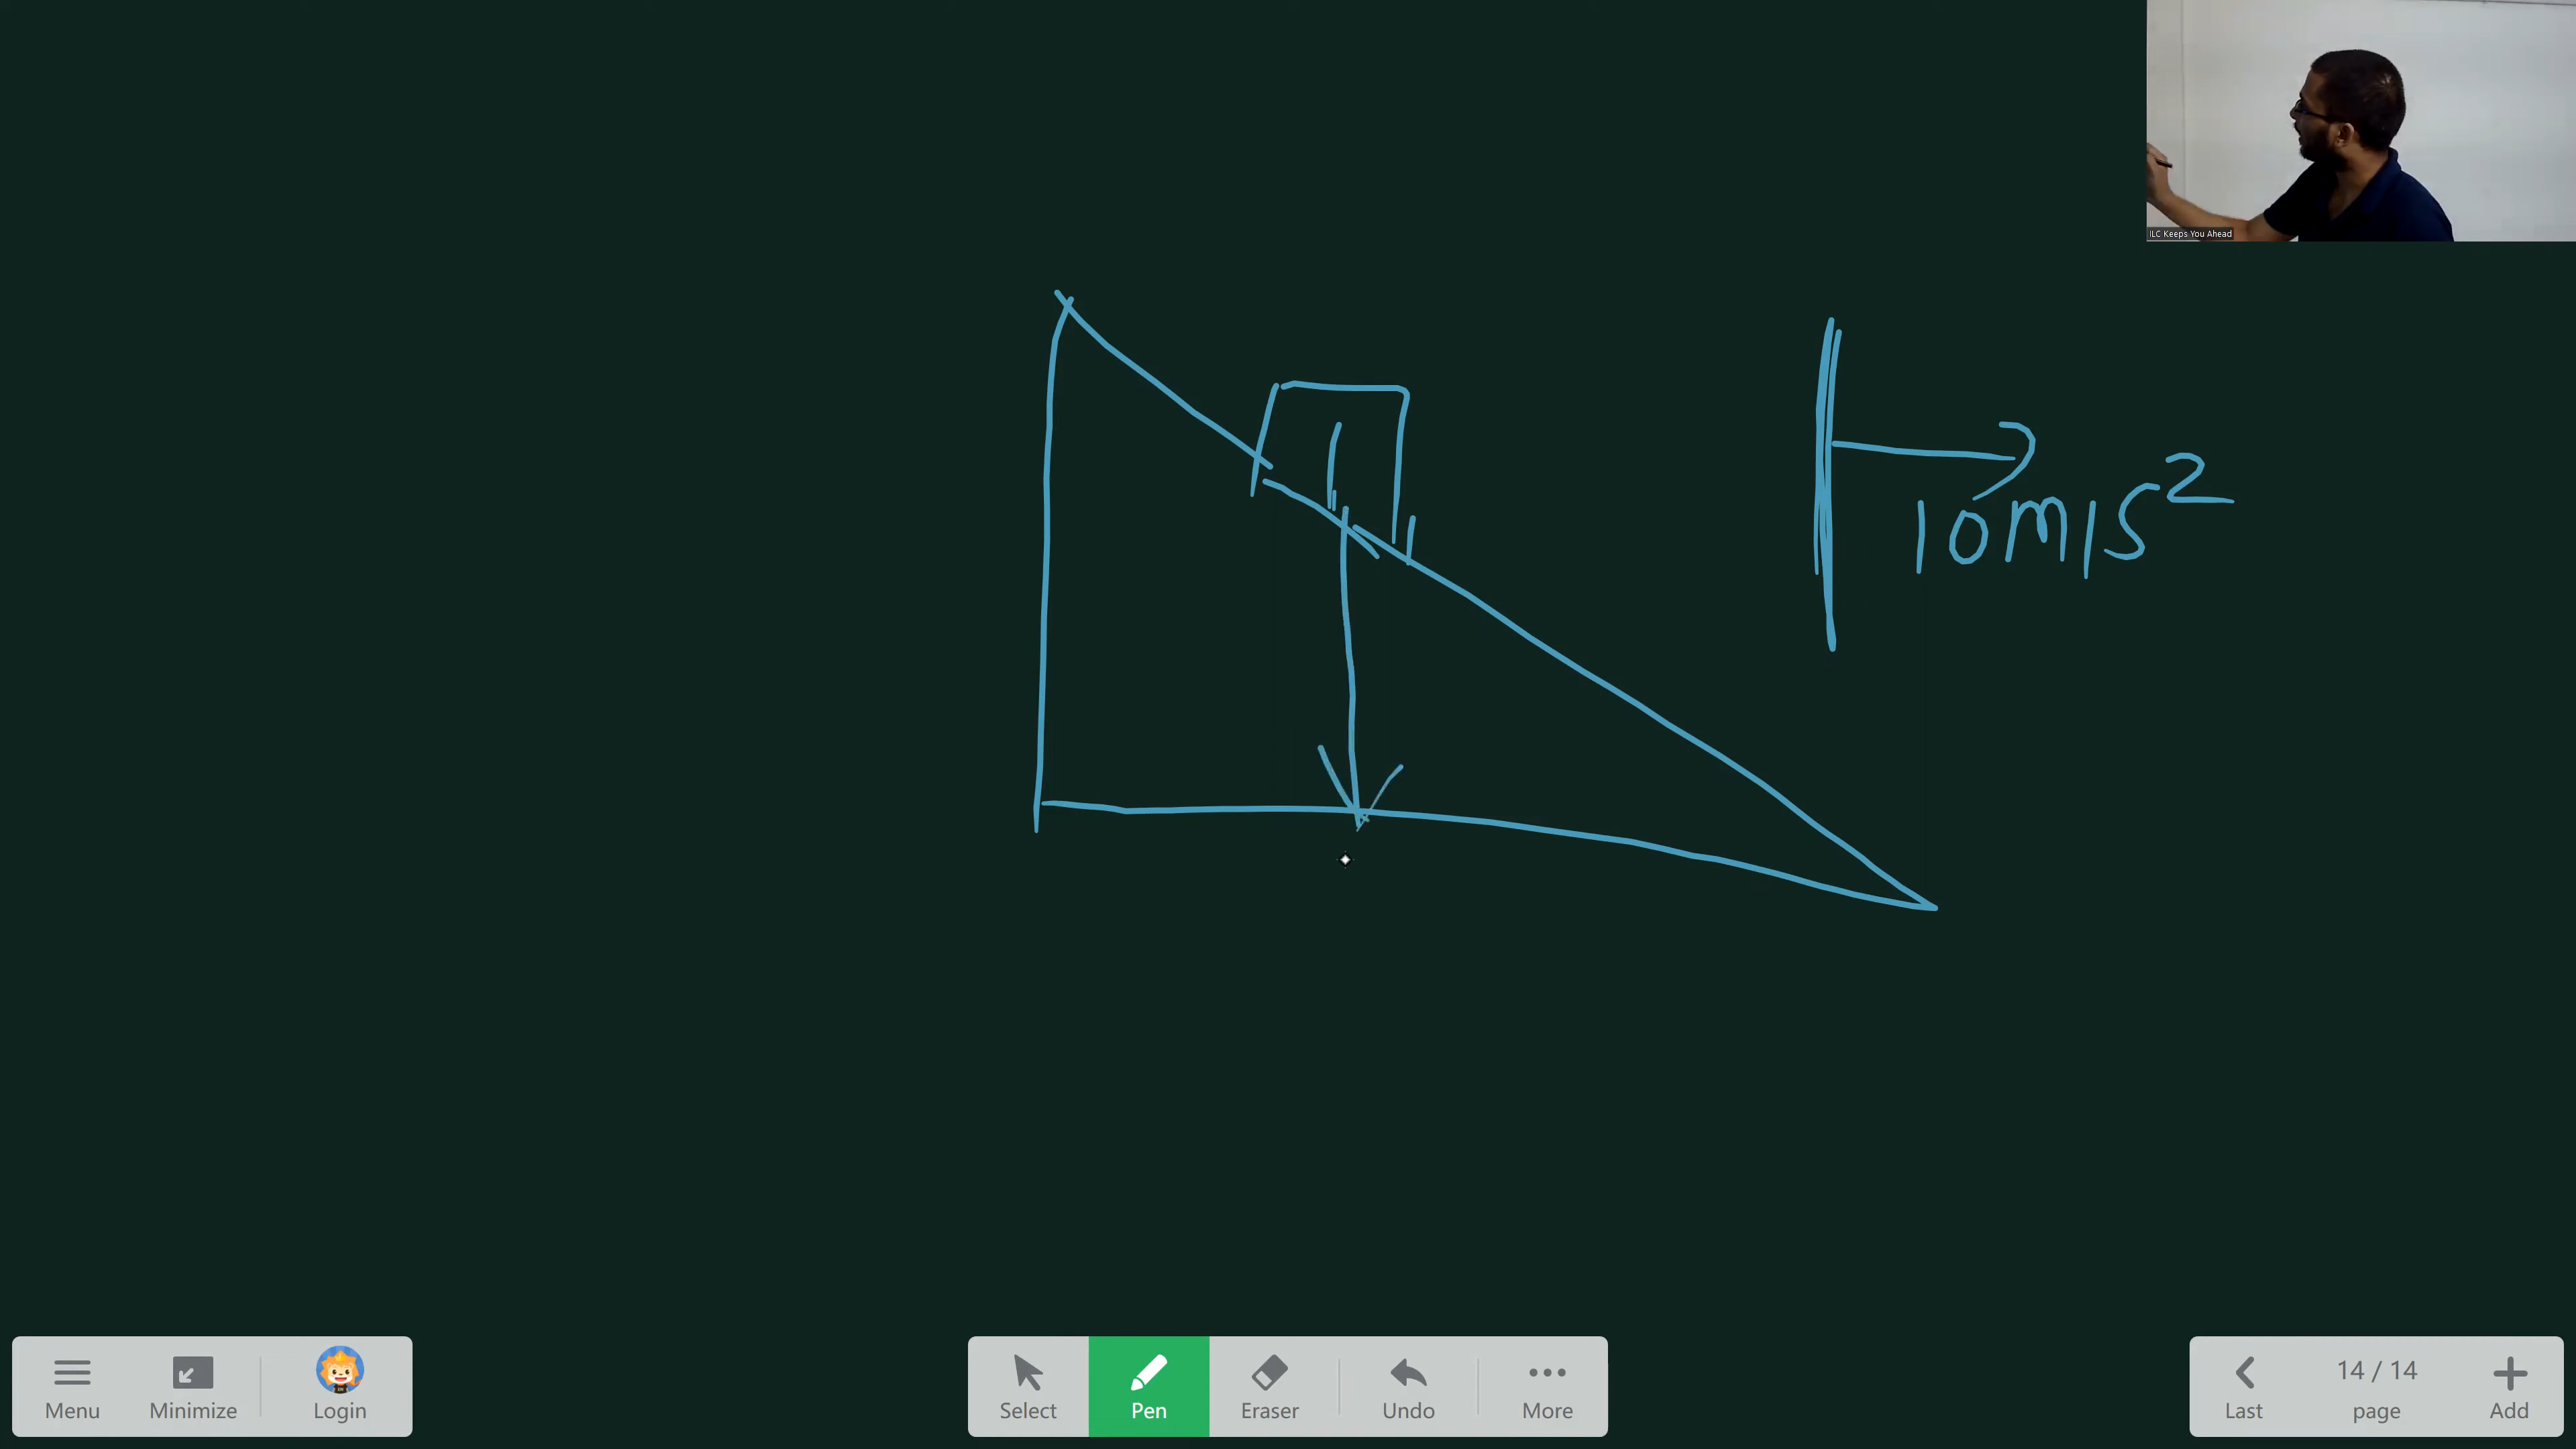 ILC Keeps You Ahead
10m/s²
Menu
Minimize
Login
Select
Pen
Eraser
Undo
More
Last
14 / 14
page
Add